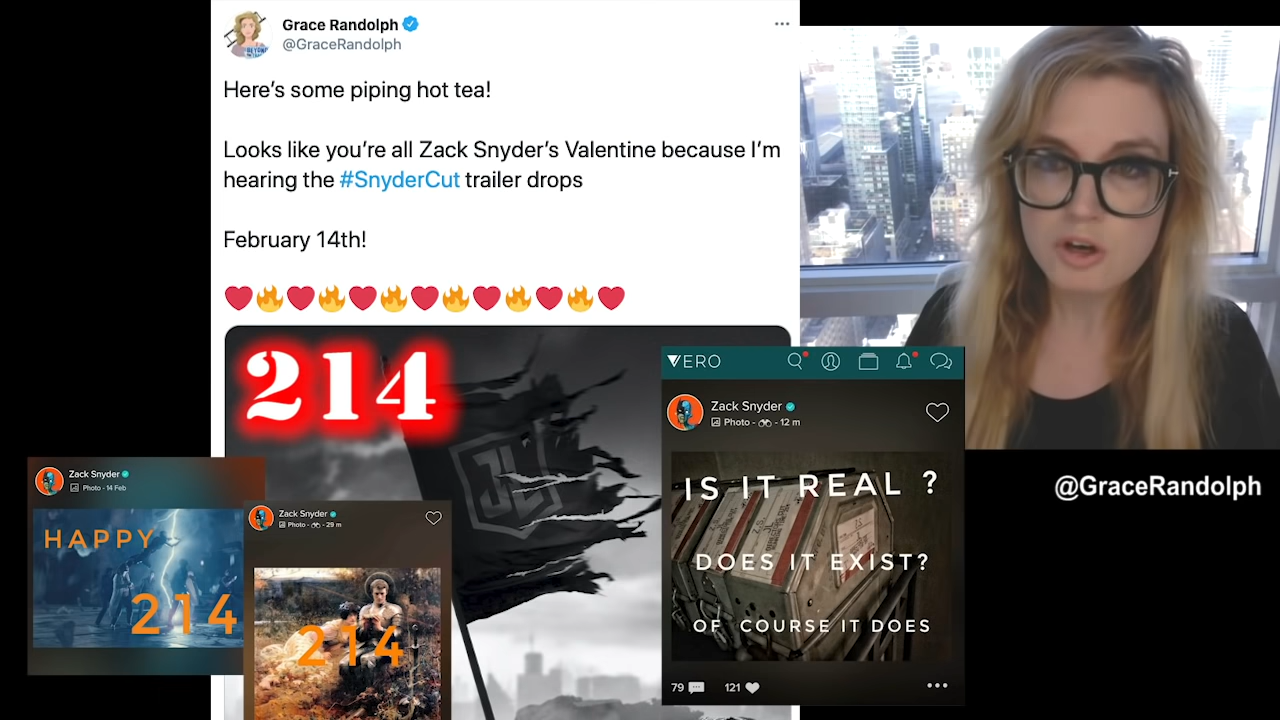 Grace Randolph
@GraceRandolph
Here's some piping hot tea!
Looks like you're all Zack Snyder's Valentine because I'm
hearing the #SnyderCut trailer drops
February 14th!
214
JL
VERO
Zack Snyder
Photo - 12 m
IS IT REAL ?
DOES IT EXIST?
OF COURSE IT DOES
79
121
Zack Snyder
Photo - 14 Feb
HAPPY
214
Zack Snyder
Photo - 29 m
214
@GraceRandolph